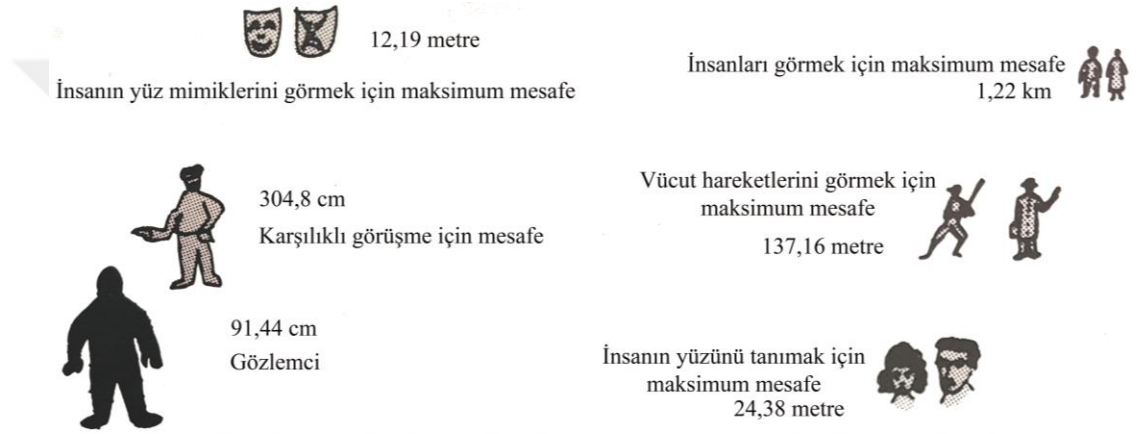 12,19 metre
İnsanın yüz mimiklerini görmek için maksimum mesafe
304,8 cm
Karşılıklı görüşme için mesafe
91,44 cm
Gözlemci
İnsanları görmek için maksimum mesafe
1,22 km
Vücut hareketlerini görmek için
maksimum mesafe
137,16 metre
İnsanın yüzünü tanımak için
maksimum mesafe
24,38 metre